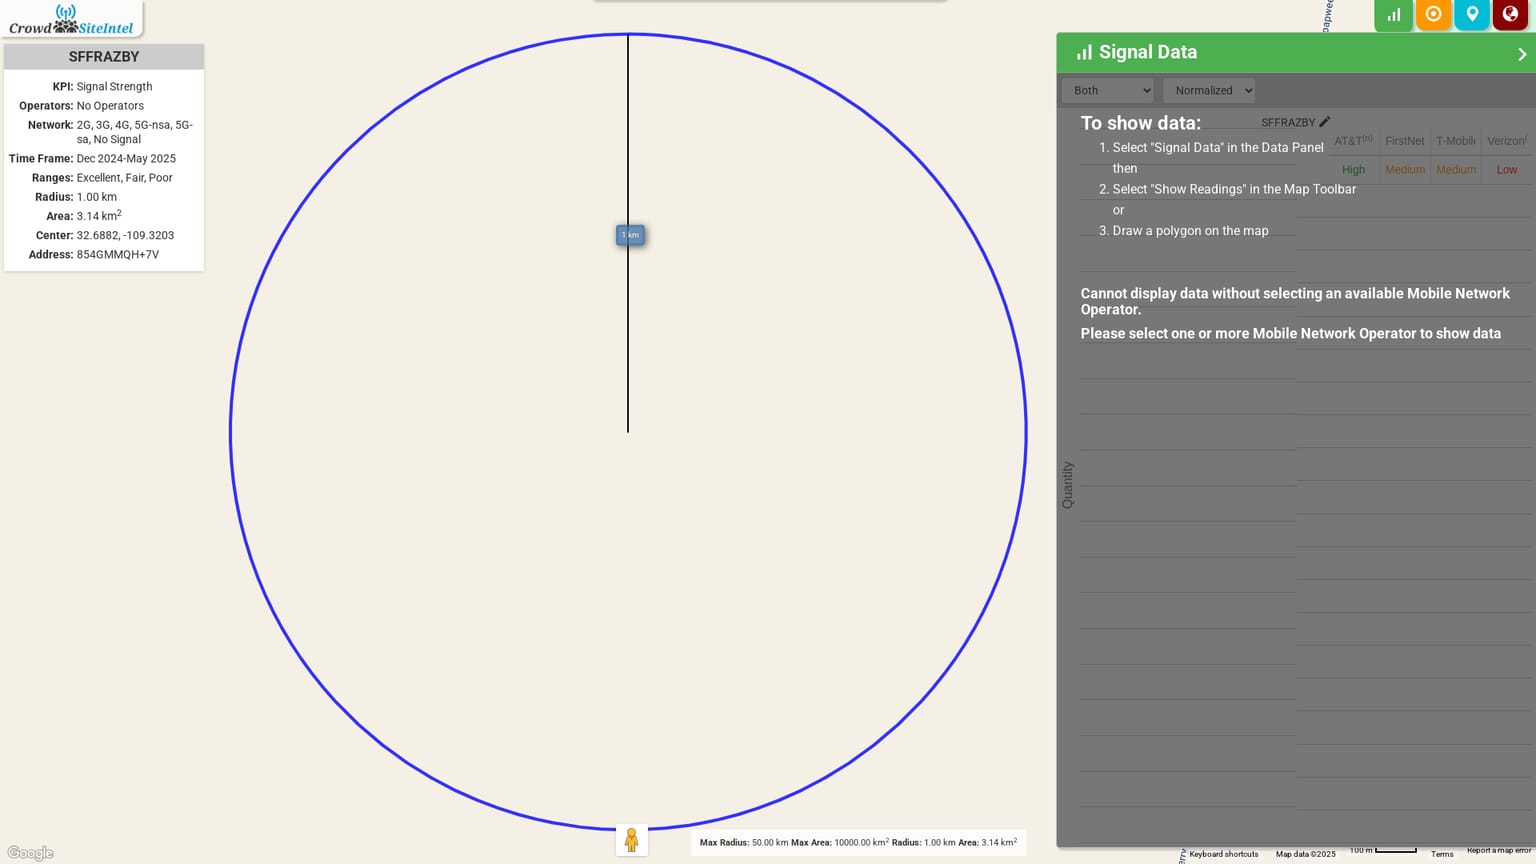 Crowd SiteIntel
SFFRAZBY
KPI: Signal Strength
Operators: No Operators
Network: 2G, 3G, 4G, 5G-nsa, 5G-
sa, No Signal
Time Frame: Dec 2024-May 2025
Ranges: Excellent, Fair, Poor
Radius: 1.00 km
Area: 3.14 km²
Center: 32.6882, -109.3203
Address: 854GMMQH+7V
1 km
Signal Data
Both
Normalized
To show data:
SFFRAZBY
AT&T(n) FirstNet T-Mobile Verizon(
High Medium Medium Low
1. Select "Signal Data" in the Data Panel
then
2. Select "Show Readings" in the Map Toolbar
or
3. Draw a polygon on the map
Cannot display data without selecting an available Mobile Network
Operator.
Please select one or more Mobile Network Operator to show data
Quantity
Max Radius: 50.00 km Max Area: 10000.00 km² Radius: 1.00 km Area: 3.14 km²
Google
Keyboard shortcuts Map data ©2025 100 m Terms Report a map error